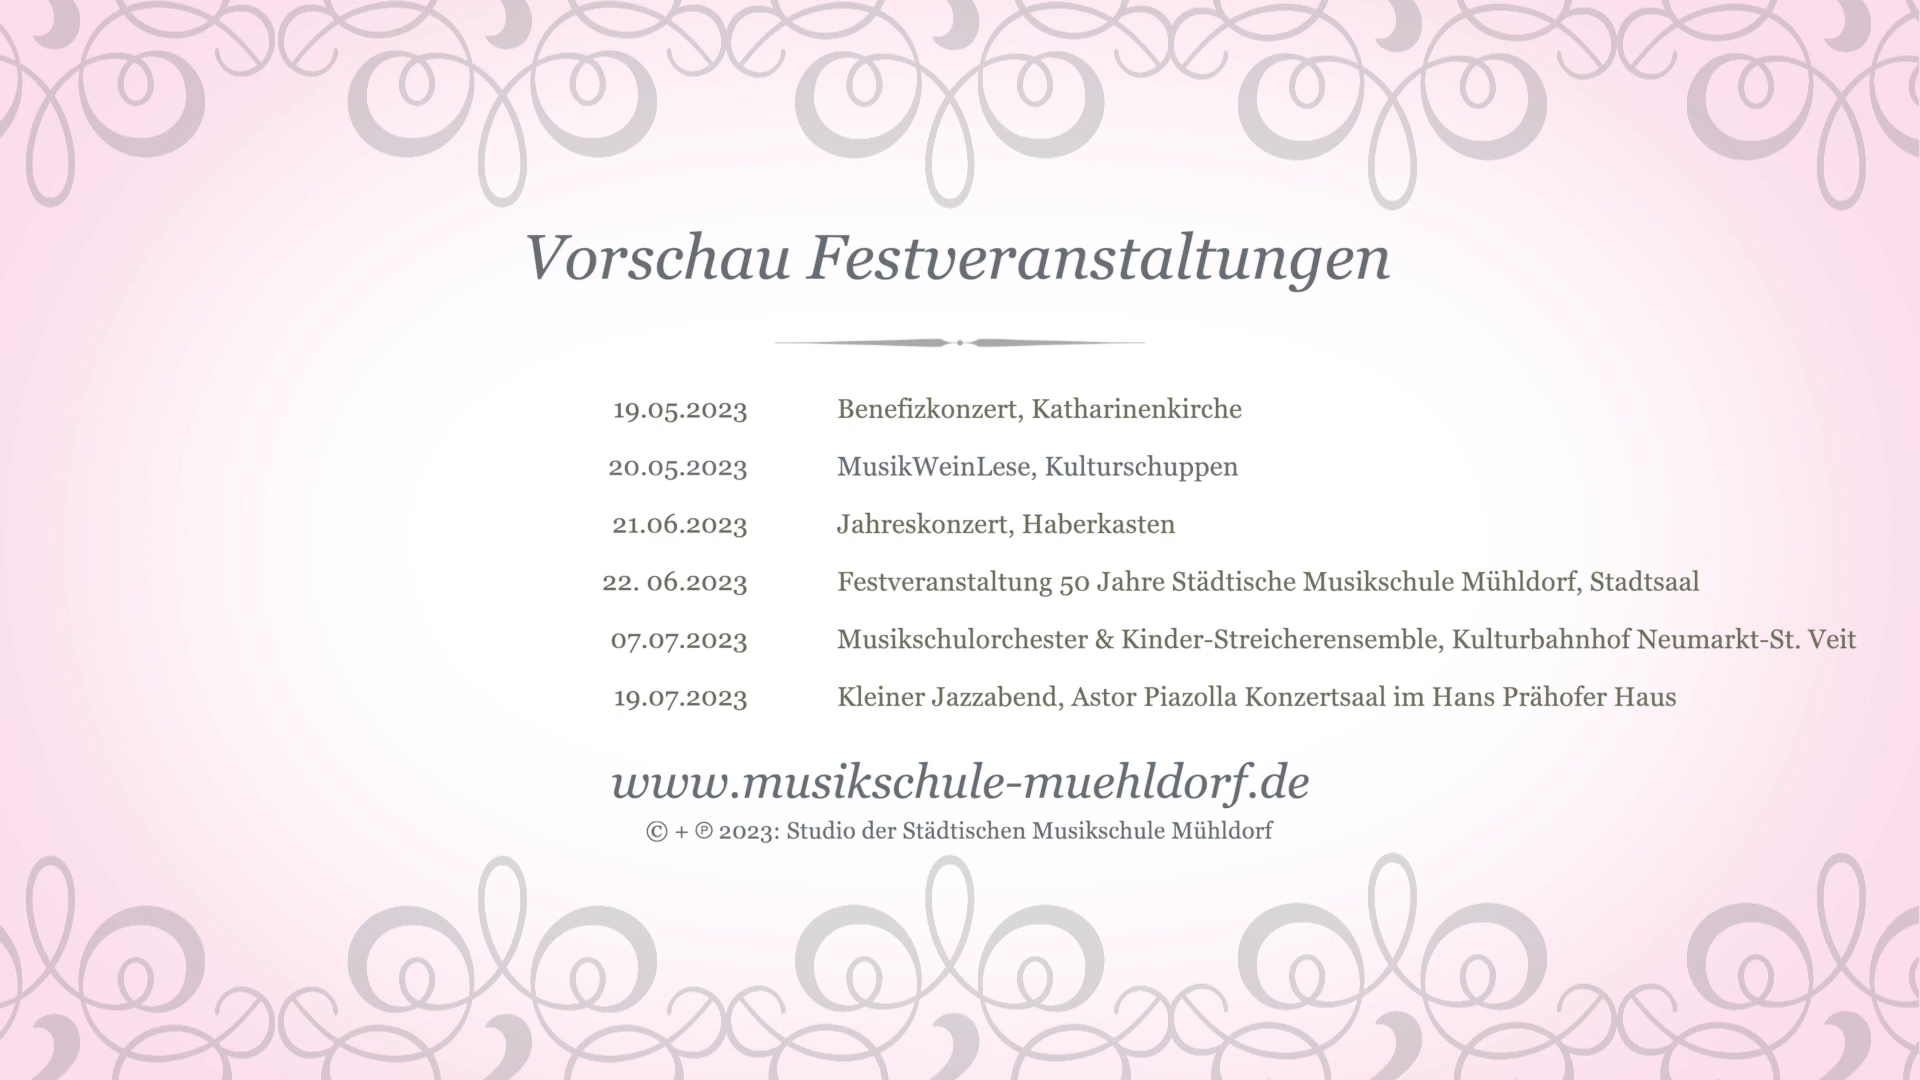 Vorschau Festveranstaltungen
19.05.2023 Benefizkonzert, Katharinenkirche
20.05.2023 MusikWeinLese, Kulturschuppen
21.06.2023 Jahreskonzert, Haberkasten
22. 06.2023 Festveranstaltung 50 Jahre Städtische Musikschule Mühldorf, Stadtsaal
07.07.2023 Musikschulorchester & Kinder-Streicherensemble, Kulturbahnhof Neumarkt-St. Veit
19.07.2023 Kleiner Jazzabend, Astor Piazolla Konzertsaal im Hans Prähofer Haus
www.musikschule-muehldorf.de
© + ℗ 2023: Studio der Städtischen Musikschule Mühldorf